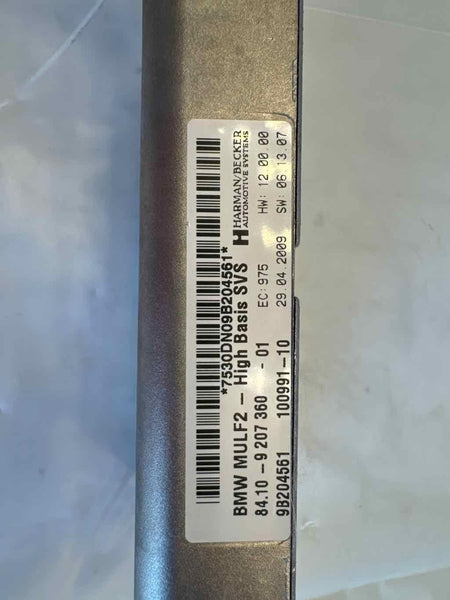 *7530DN09B204561*
HARMAN/BECKER
AUTOMOTIVE SYSTEMS
BMW MULF2 – High Basis SVS
84.10 – 9 207 360 – 01
EC: 975 HW: 12.00.00
9B204561 100991-10
29.04.2009 SW: 06.13.07